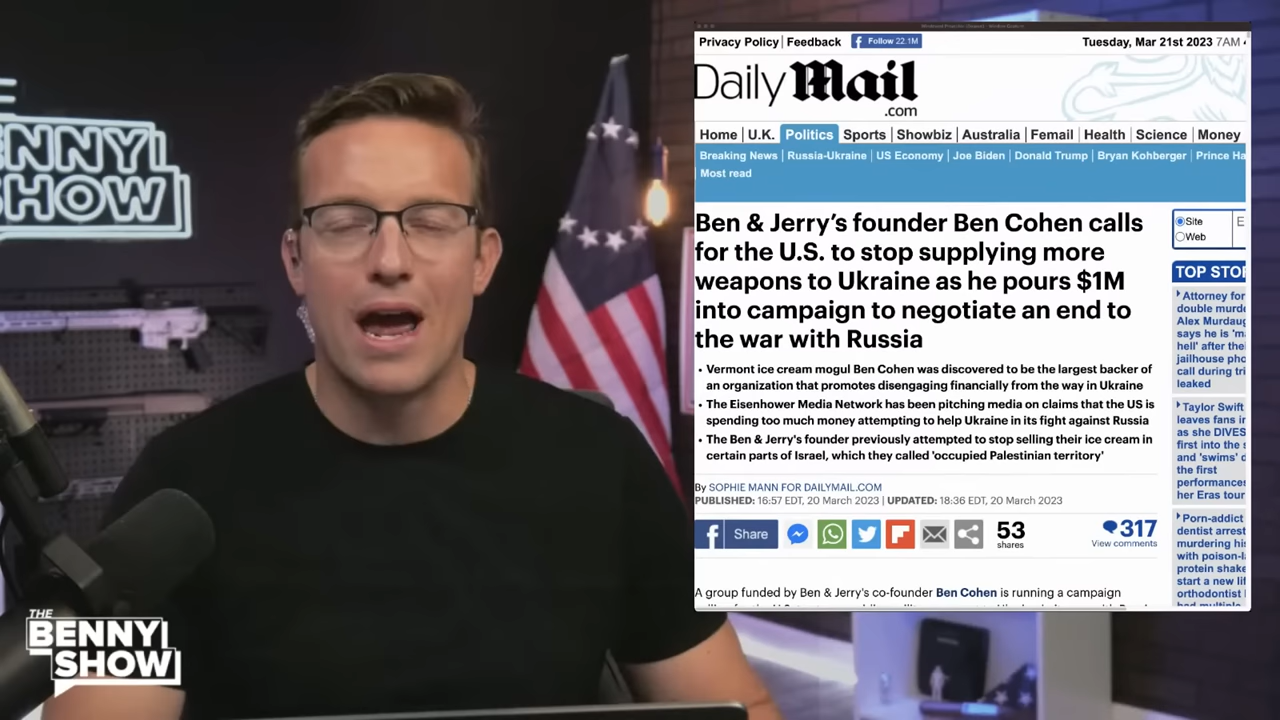 ENNY
SHOW
THE
BENNY
SHOW
Privacy Policy | Feedback
Follow 22.1M
Tuesday, Mar 21st 2023 7AM
Daily Mail
.com
Home | U.K. | Politics | Sports | Showbiz | Australia | Femail | Health | Science | Money
Breaking News | Russia-Ukraine | US Economy | Joe Biden | Donald Trump | Bryan Kohberger | Prince Ha
Most read
Ben & Jerry's founder Ben Cohen calls
for the U.S. to stop supplying more
weapons to Ukraine as he pours $1M
into campaign to negotiate an end to
the war with Russia
• Vermont ice cream mogul Ben Cohen was discovered to be the largest backer of
an organization that promotes disengaging financially from the way in Ukraine
• The Eisenhower Media Network has been pitching media on claims that the US is
spending too much money attempting to help Ukraine in its fight against Russia
• The Ben & Jerry's founder previously attempted to stop selling their ice cream in
certain parts of Israel, which they called 'occupied Palestinian territory'
By SOPHIE MANN FOR DAILYMAIL.COM
PUBLISHED: 16:57 EDT, 20 March 2023 | UPDATED: 18:36 EDT, 20 March 2023
Share
53
shares
317
View comments
A group funded by Ben & Jerry's co-founder Ben Cohen is running a campaign
Site
E
Web
TOP STOR
Attorney for
double murde
Alex Murdaug
says he is 'm
hell' after thei
jailhouse pho
call during tri
leaked
Taylor Swift
leaves fans in
as she DIVES
first into the s
and 'swims' d
the first
performances
her Eras tour
Porn-addict
dentist arrest
murdering his
with poison-l
protein shake
start a new lif
orthodontist